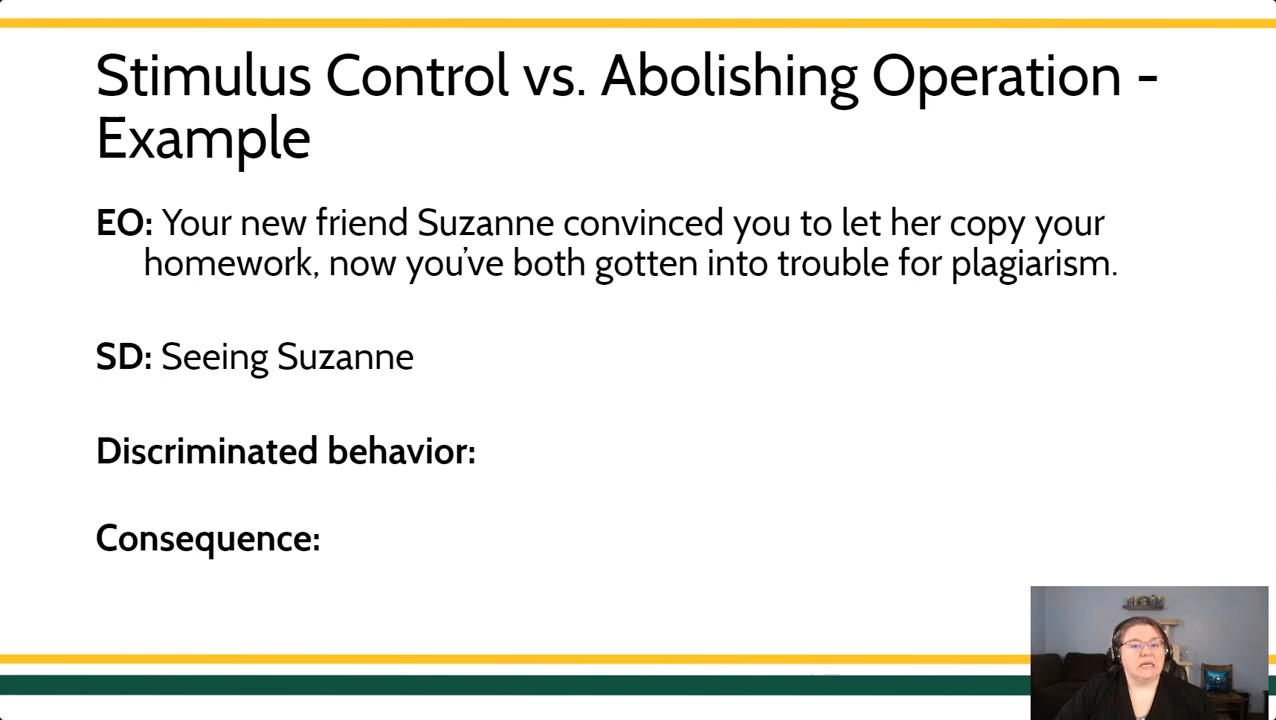 Stimulus Control vs. Abolishing Operation -
Example
EO: Your new friend Suzanne convinced you to let her copy your
homework, now you’ve both gotten into trouble for plagiarism.
SD: Seeing Suzanne
Discriminated behavior:
Consequence: